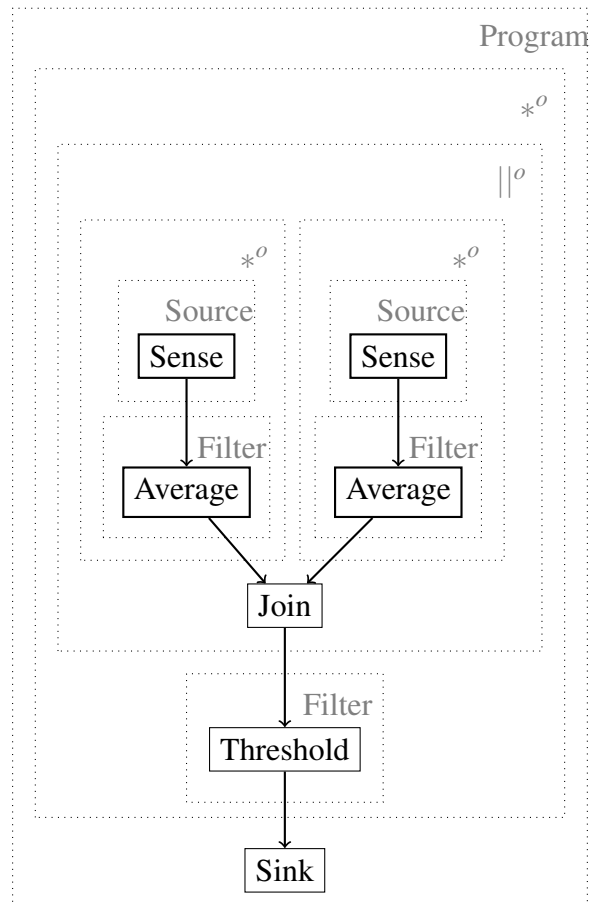 Program
*^o
||^o
*^o *^o
Source Source
Sense Sense
Filter Filter
Average Average
Join
Filter
Threshold
Sink